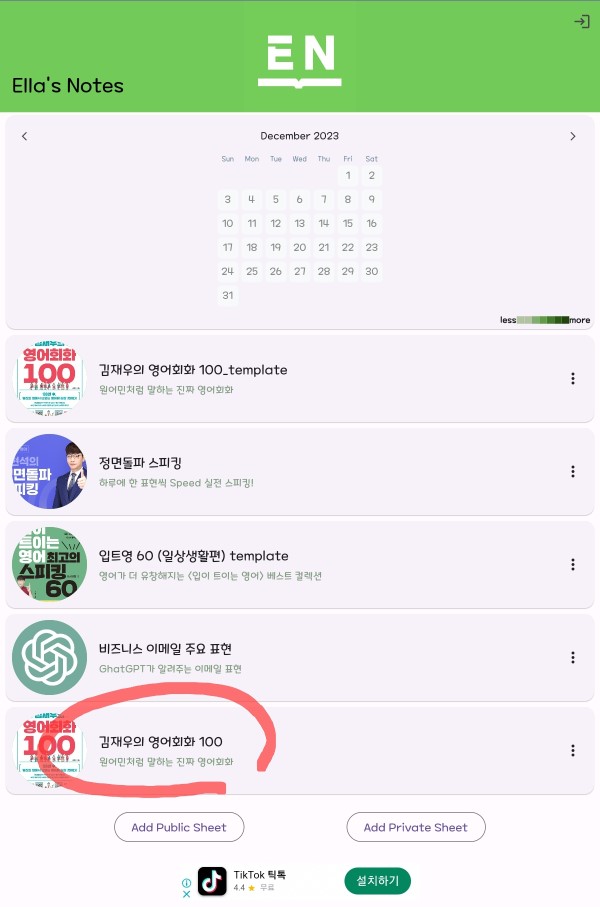 EN
Ella's Notes
December 2023
Sun Mon Tue Wed Thu Fri Sat
1 2
3 4 5 6 7 8 9
10 11 12 13 14 15 16
17 18 19 20 21 22 23
24 25 26 27 28 29 30
31
less more
영어회화
100
김재우의 영어회화 100_template
원어민처럼 말하는 진짜 영어회화
면돌파
피킹
정면돌파 스피킹
하루에 한 표현씩 Speed 실전 스피킹!
트이는
영어최고의
스피킹
60
입트영 60 (일상생활편) template
영어가 더 유창해지는 <입이 트이는 영어> 베스트 컬렉션
비즈니스 이메일 주요 표현
GhatGPT가 알려주는 이메일 표현
영어회화
100
김재우의 영어회화 100
원어민처럼 말하는 진짜 영어회화
Add Public Sheet
Add Private Sheet
TikTok 틱톡
4.4 ★ 무료
설치하기